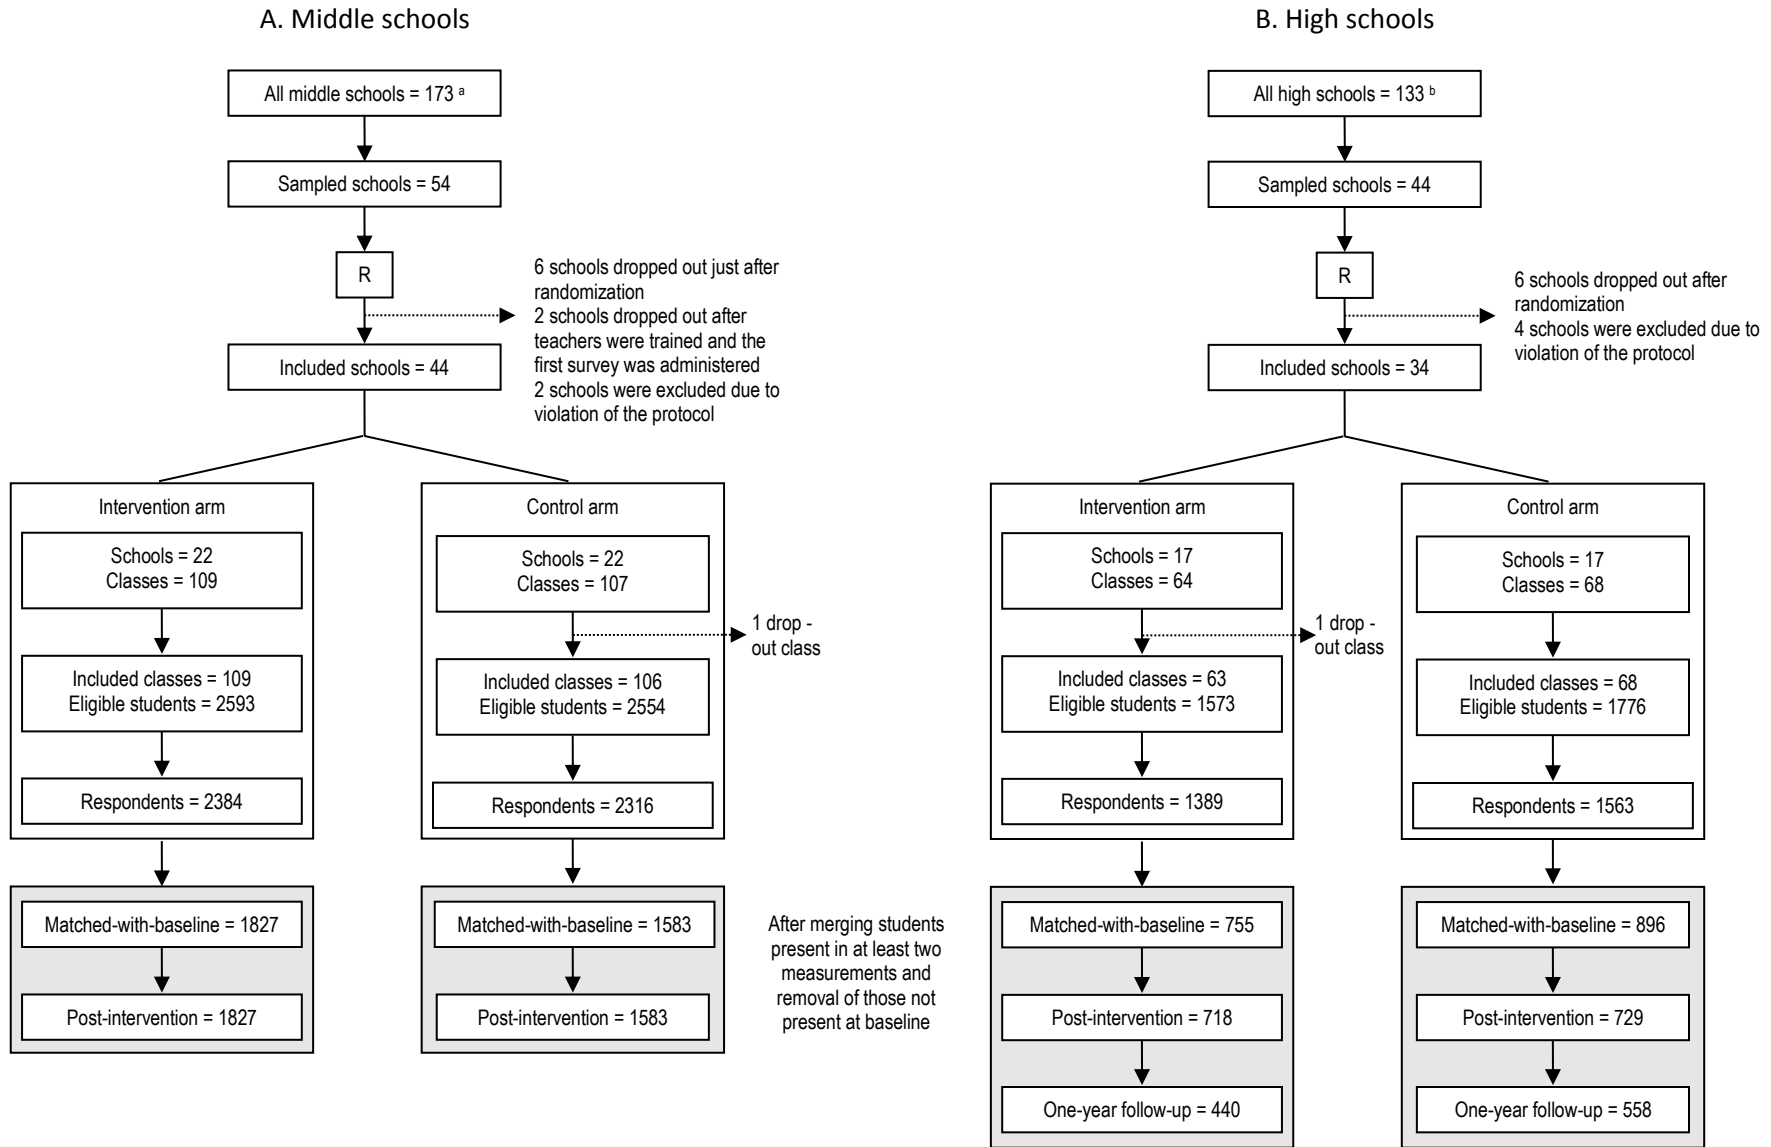 A. Middle schools
All middle schools = 173 ᵃ
Sampled schools = 54
R
6 schools dropped out just after
randomization
2 schools dropped out after
teachers were trained and the
first survey was administered
2 schools were excluded due to
violation of the protocol
Included schools = 44
Intervention arm
Schools = 22
Classes = 109
Included classes = 109
Eligible students = 2593
Respondents = 2384
Matched-with-baseline = 1827
Post-intervention = 1827
Control arm
Schools = 22
Classes = 107
1 drop -
out class
Included classes = 106
Eligible students = 2554
Respondents = 2316
Matched-with-baseline = 1583
Post-intervention = 1583
After merging students
present in at least two
measurements and
removal of those not
present at baseline
B. High schools
All high schools = 133 ᵇ
Sampled schools = 44
R
6 schools dropped out after
randomization
4 schools were excluded due to
violation of the protocol
Included schools = 34
Intervention arm
Schools = 17
Classes = 64
1 drop -
out class
Included classes = 63
Eligible students = 1573
Respondents = 1389
Matched-with-baseline = 755
Post-intervention = 718
One-year follow-up = 440
Control arm
Schools = 17
Classes = 68
Included classes = 68
Eligible students = 1776
Respondents = 1563
Matched-with-baseline = 896
Post-intervention = 729
One-year follow-up = 558